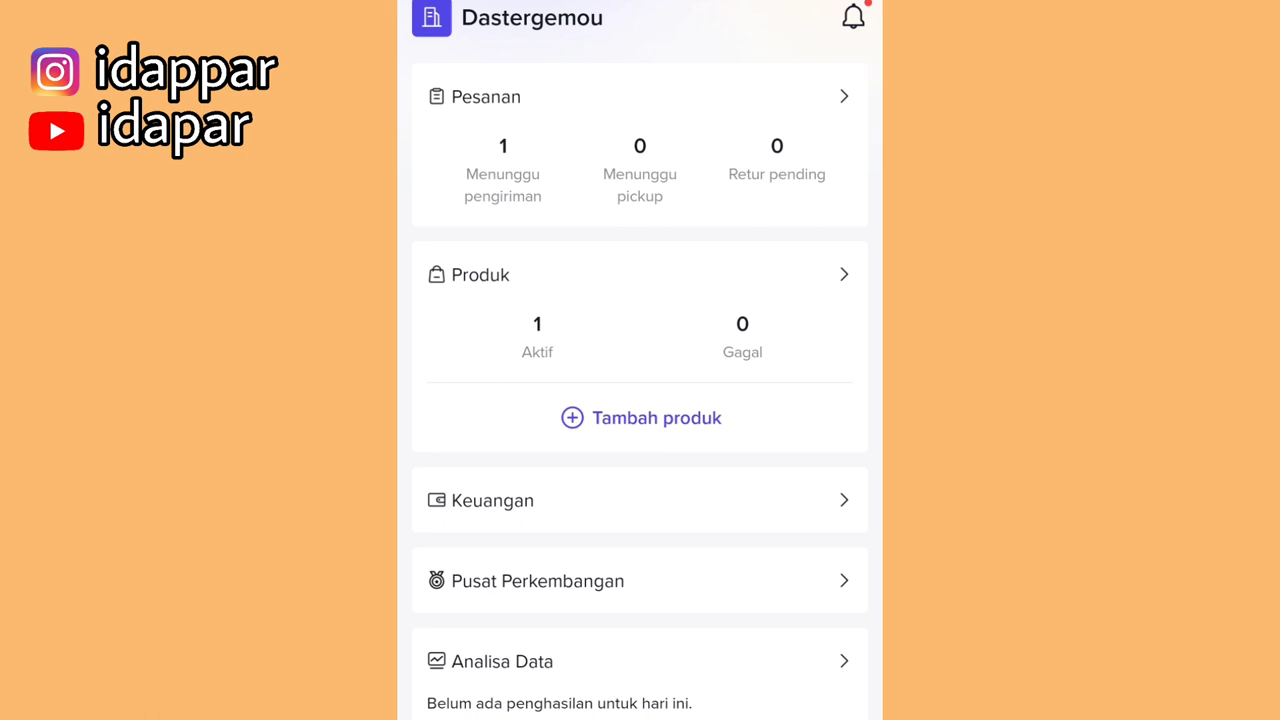 idappar
idapar
Dastergemou
Pesanan
1 0 0
Menunggu pengiriman
Menunggu pickup
Retur pending
Produk
1 0
Aktif Gagal
Tambah produk
Keuangan
Pusat Perkembangan
Analisa Data
Belum ada penghasilan untuk hari ini.